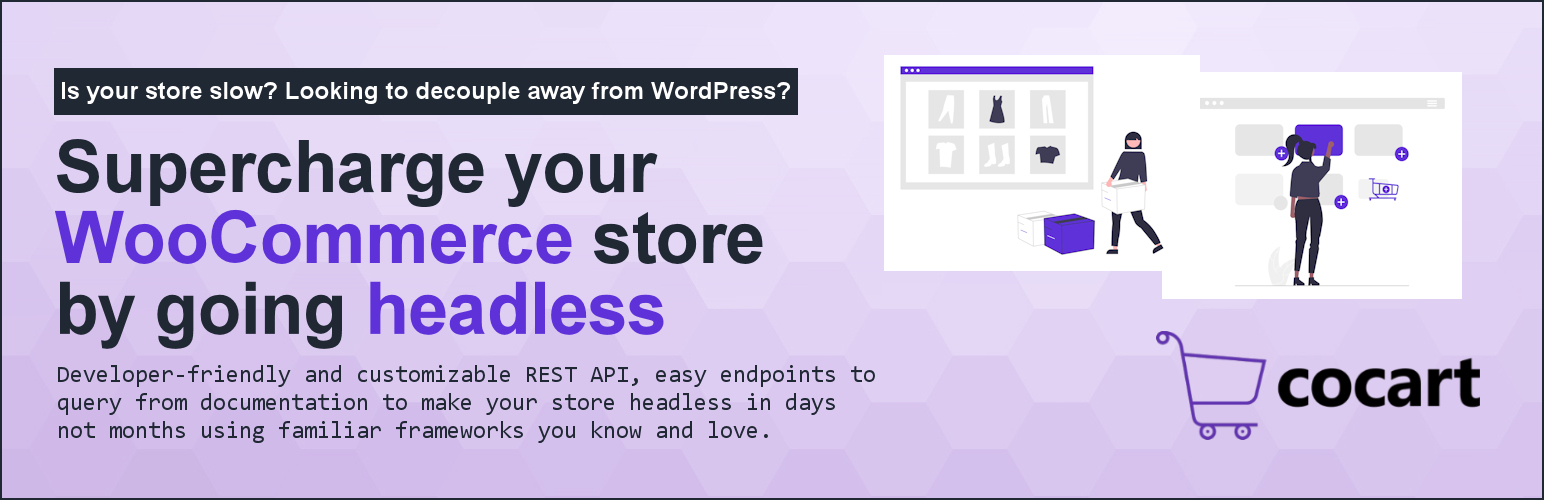 Is your store slow? Looking to decouple away from WordPress?
Supercharge your
WooCommerce store
by going headless
Developer-friendly and customizable REST API, easy endpoints to
query from documentation to make your store headless in days
not months using familiar frameworks you know and love.
cocart